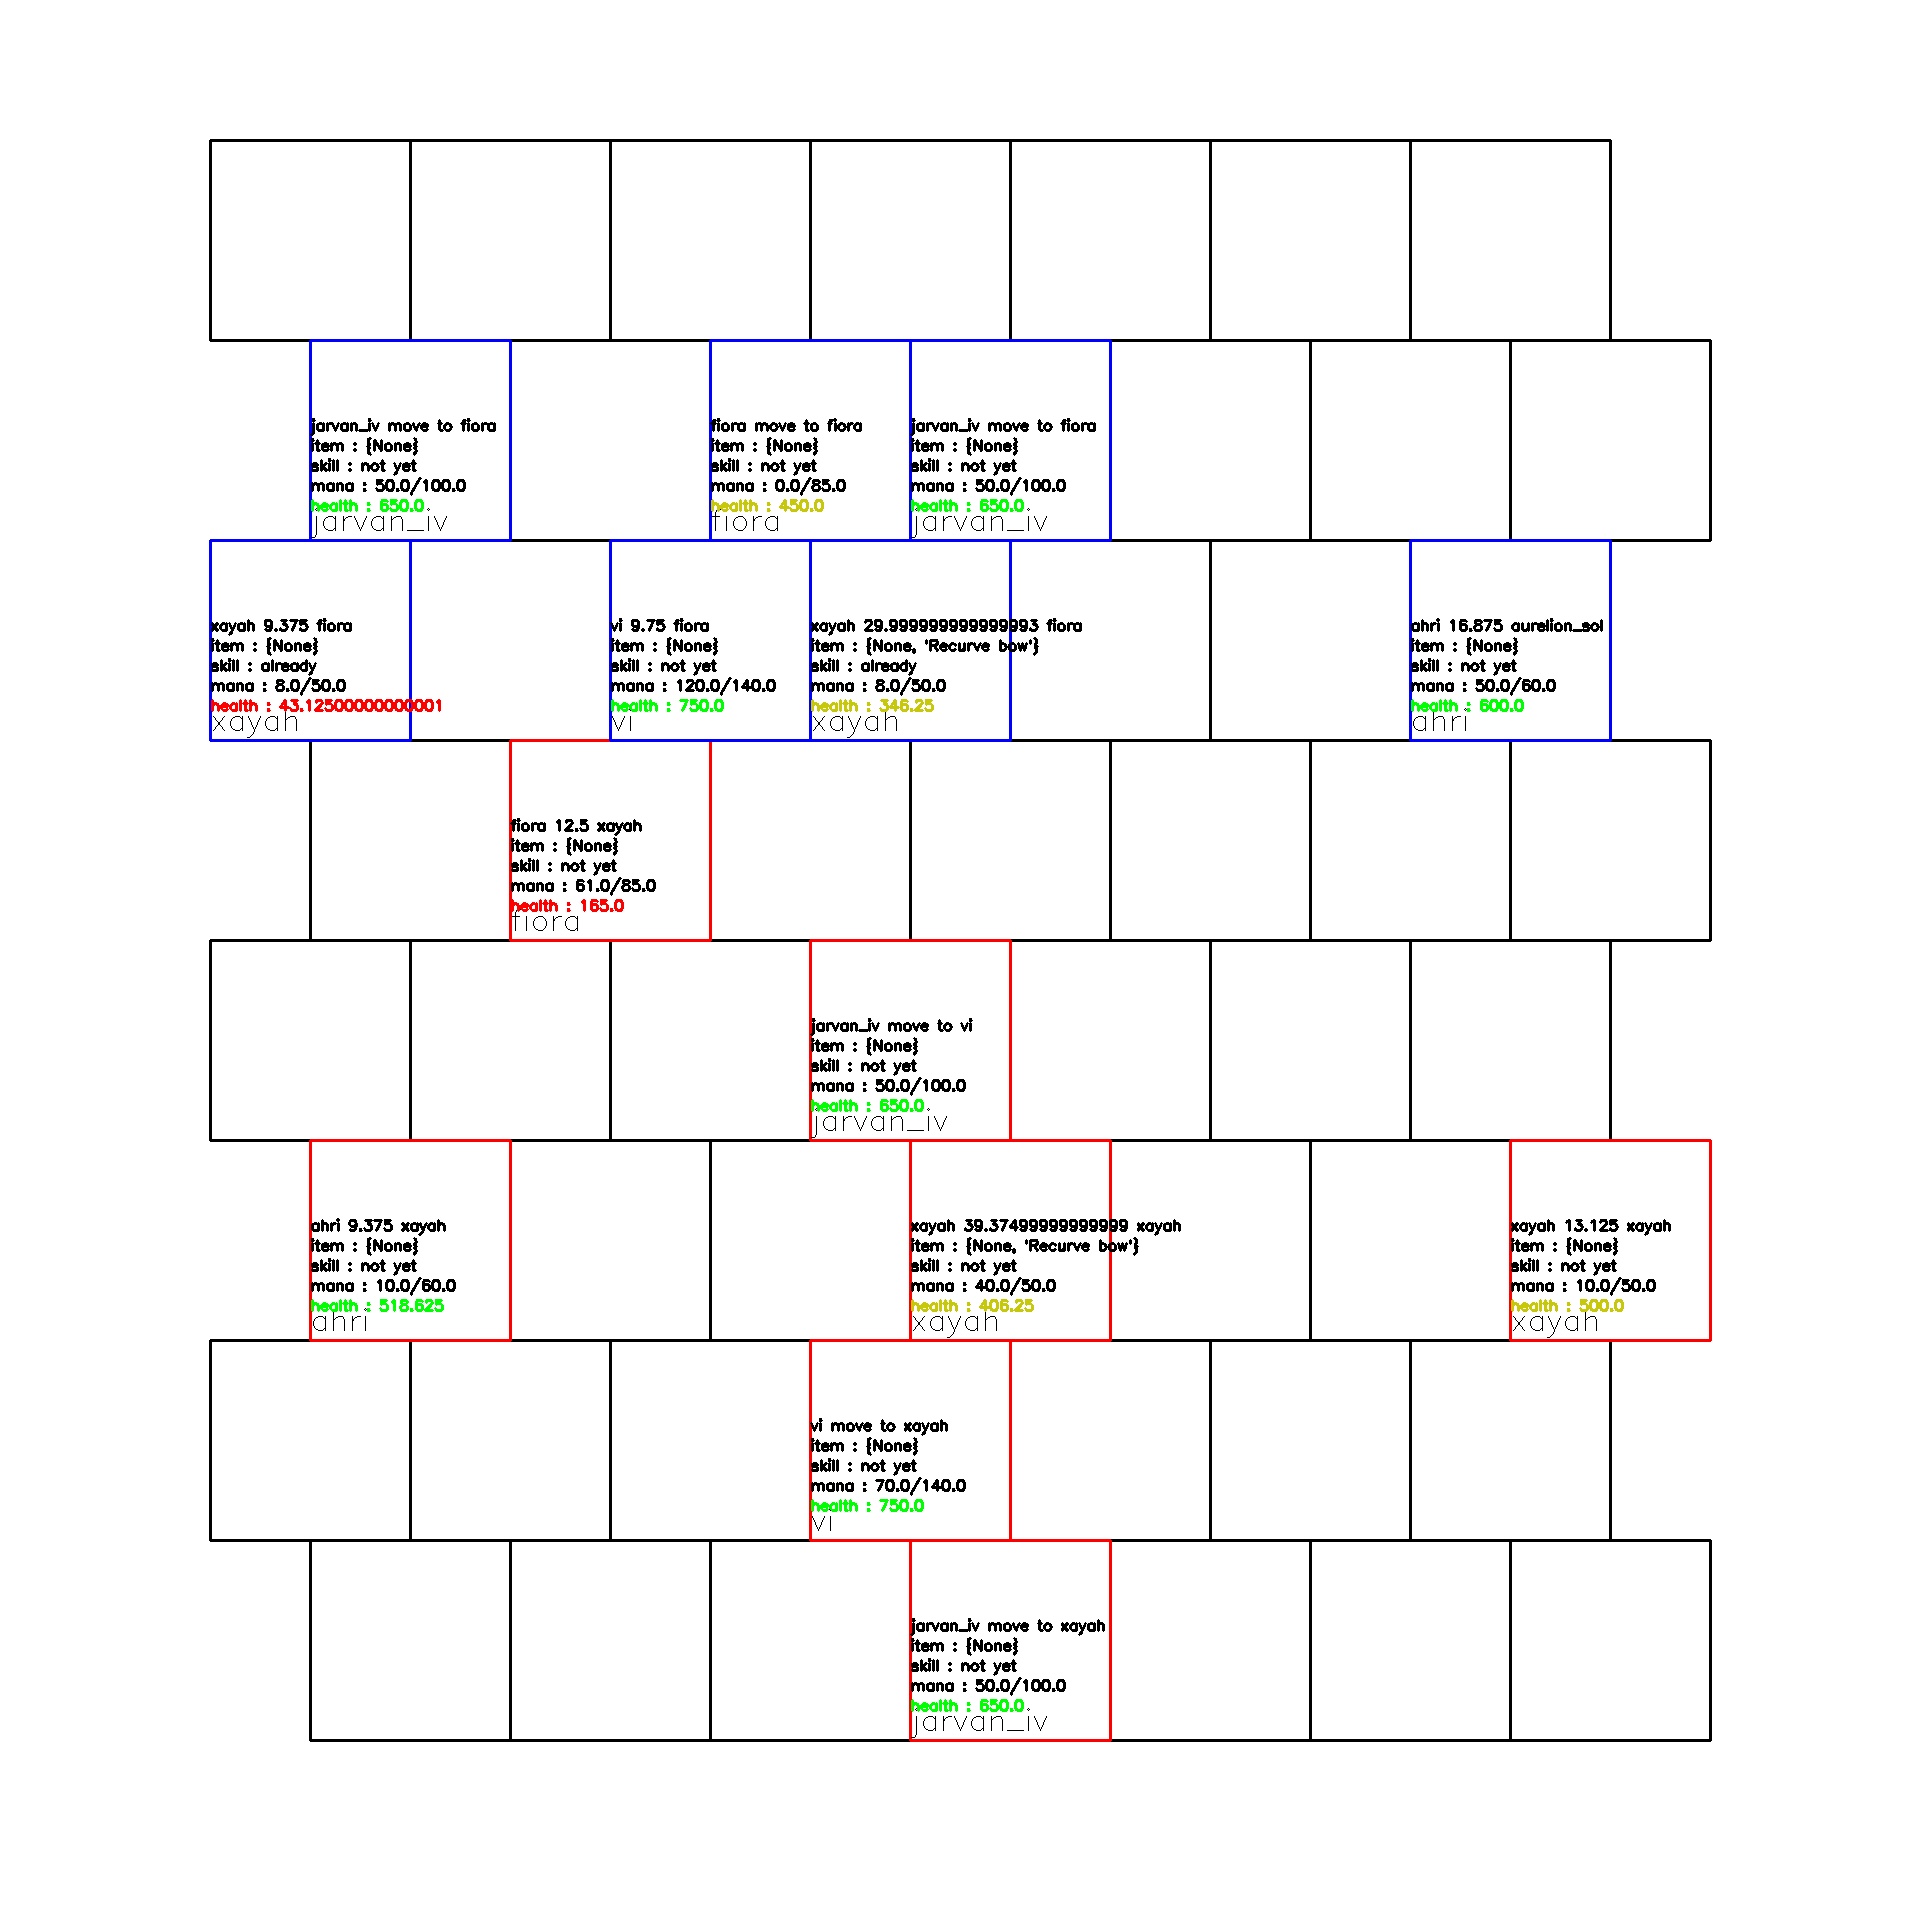 jarvan_iv move to fiora
item : {None}
skill : not yet
mana : 50.0/100.0
health : 650.0
jarvan_iv
fiora move to fiora
item : {None}
skill : not yet
mana : 0.0/85.0
health : 450.0
fiora
jarvan_iv move to fiora
item : {None}
skill : not yet
mana : 50.0/100.0
health : 650.0
jarvan_iv
xayah 9.375 fiora
item : {None}
skill : already
mana : 8.0/50.0
health : 43.12500000000001
xayah
vi 9.75 fiora
item : {None}
skill : not yet
mana : 120.0/140.0
health : 750.0
vi
xayah 29.999999999999993 fiora
item : {None, 'Recurve bow'}
skill : already
mana : 8.0/50.0
health : 346.25
xayah
ahri 16.875 aurelion_sol
item : {None}
skill : not yet
mana : 50.0/60.0
health : 600.0
ahri
fiora 12.5 xayah
item : {None}
skill : not yet
mana : 61.0/85.0
health : 165.0
fiora
jarvan_iv move to vi
item : {None}
skill : not yet
mana : 50.0/100.0
health : 650.0
jarvan_iv
ahri 9.375 xayah
item : {None}
skill : not yet
mana : 10.0/60.0
health : 518.625
ahri
xayah 39.37499999999999 xayah
item : {None, 'Recurve bow'}
skill : not yet
mana : 40.0/50.0
health : 406.25
xayah
xayah 13.125 xayah
item : {None}
skill : not yet
mana : 10.0/50.0
health : 500.0
xayah
vi move to xayah
item : {None}
skill : not yet
mana : 70.0/140.0
health : 750.0
vi
jarvan_iv move to xayah
item : {None}
skill : not yet
mana : 50.0/100.0
health : 650.0
jarvan_iv